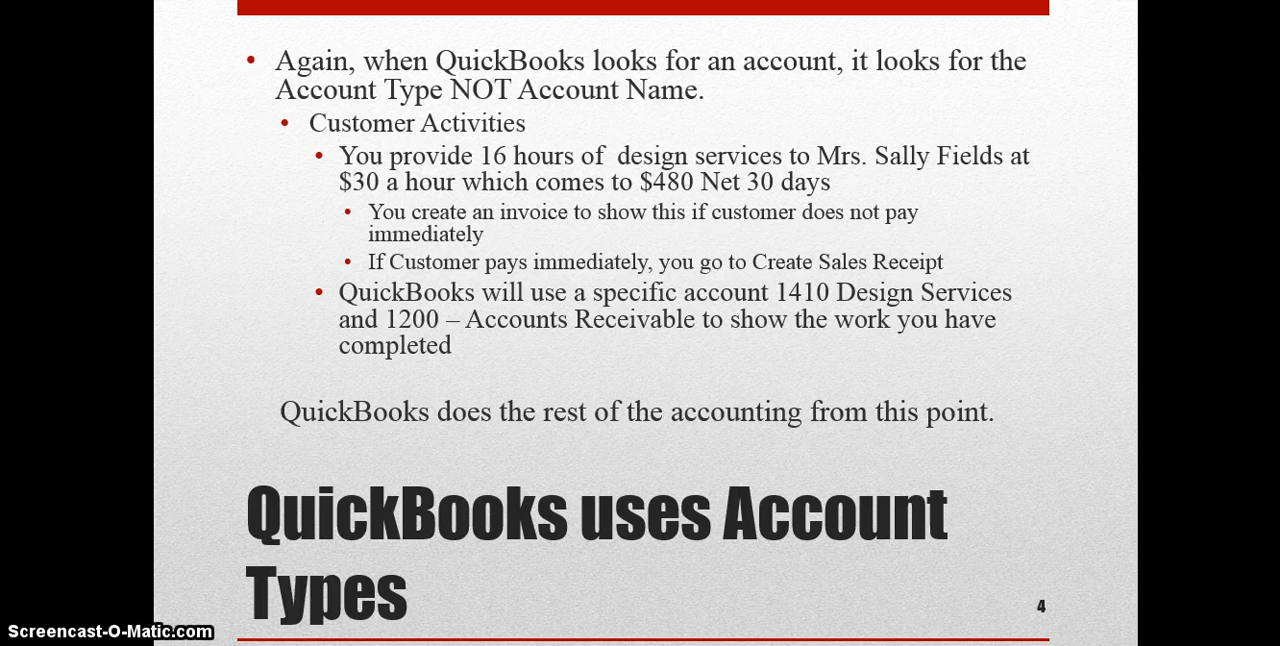 • Again, when QuickBooks looks for an account, it looks for the
Account Type NOT Account Name.
• Customer Activities
• You provide 16 hours of  design services to Mrs. Sally Fields at
$30 a hour which comes to $480 Net 30 days
• You create an invoice to show this if customer does not pay
immediately
• If Customer pays immediately, you go to Create Sales Receipt
• QuickBooks will use a specific account 1410 Design Services
and 1200 – Accounts Receivable to show the work you have
completed
QuickBooks does the rest of the accounting from this point.
QuickBooks uses Account
Types
4
Screencast-O-Matic.com